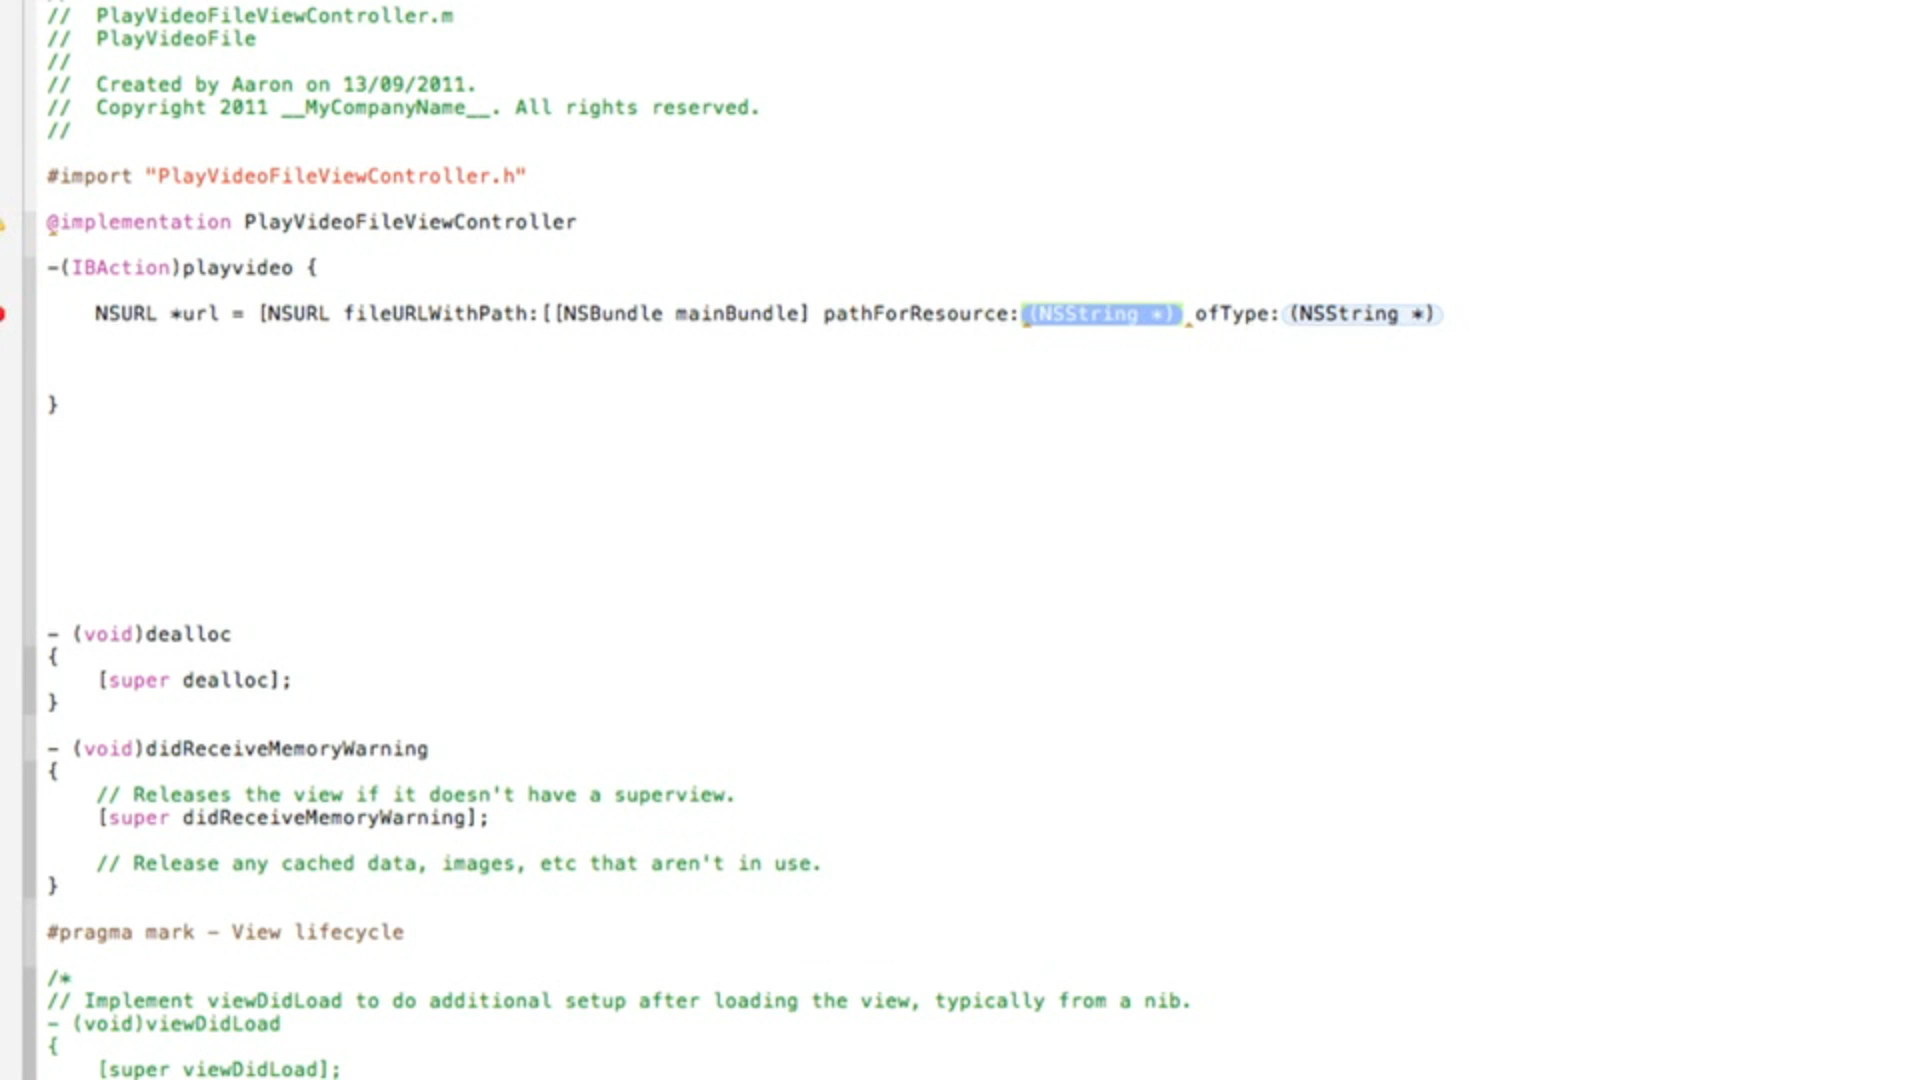 // PlayVideoFileViewController.m
// PlayVideoFile
//
// Created by Aaron on 13/09/2011.
// Copyright 2011 __MyCompanyName__. All rights reserved.
//
#import "PlayVideoFileViewController.h"
@implementation PlayVideoFileViewController
-(IBAction)playvideo {
NSURL *url = [NSURL fileURLWithPath:[[NSBundle mainBundle] pathForResource:(NSString *) ofType:(NSString *)
}
- (void)dealloc
{
[super dealloc];
}
- (void)didReceiveMemoryWarning
{
// Releases the view if it doesn't have a superview.
[super didReceiveMemoryWarning];
// Release any cached data, images, etc that aren't in use.
}
#pragma mark - View lifecycle
/*
// Implement viewDidLoad to do additional setup after loading the view, typically from a nib.
- (void)viewDidLoad
{
[super viewDidLoad];